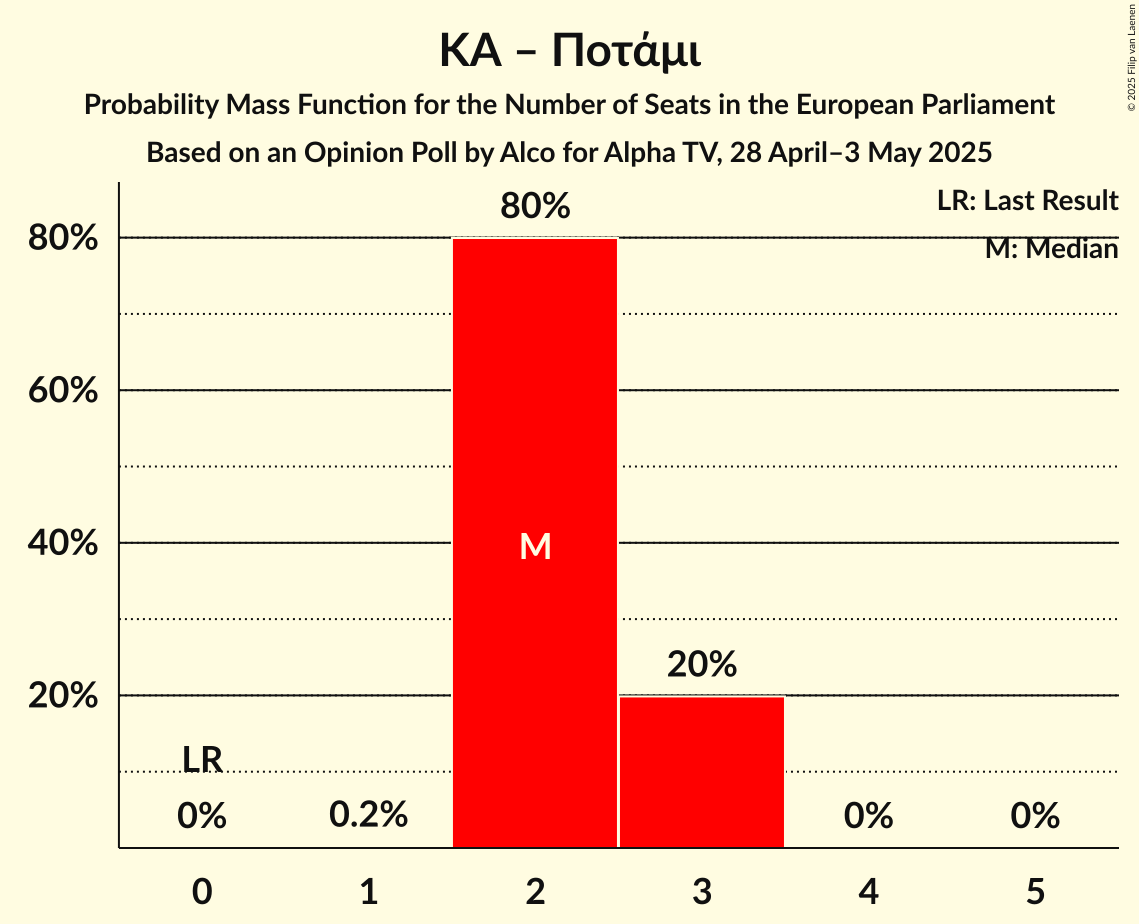 ΚΑ – Ποτάμι
Probability Mass Function for the Number of Seats in the European Parliament
Based on an Opinion Poll by Alco for Alpha TV, 28 April–3 May 2025
© 2025 Filip van Laenen
LR: Last Result
M: Median
80%
60%
40%
20%
80%
M
20%
LR
0%
0.2%
0%
0%
0 1 2 3 4 5